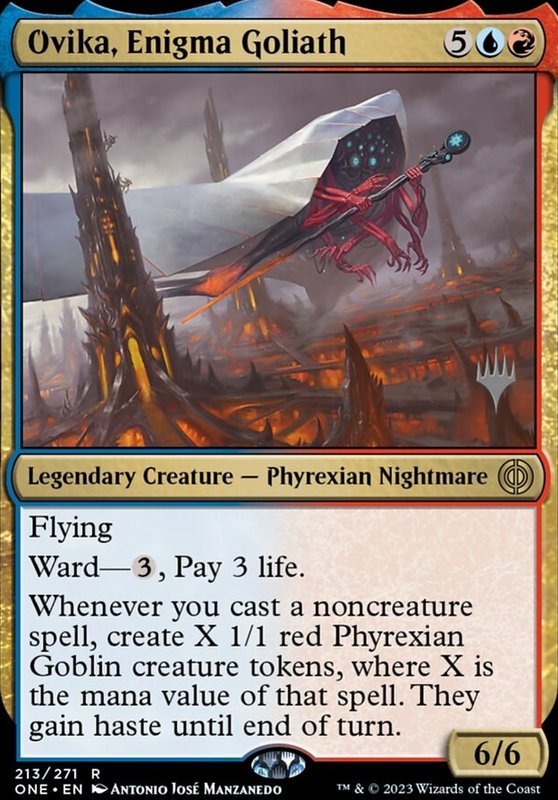 Ovika, Enigma Goliath 5
Legendary Creature — Phyrexian Nightmare
Flying
Ward—3, Pay 3 life.
Whenever you cast a noncreature
spell, create X 1/1 red Phyrexian
Goblin creature tokens, where X is
the mana value of that spell. They
gain haste until end of turn.
6/6
213/271 R
ONE • EN Antonio José Manzanedo ™ & © 2023 Wizards of the Coast